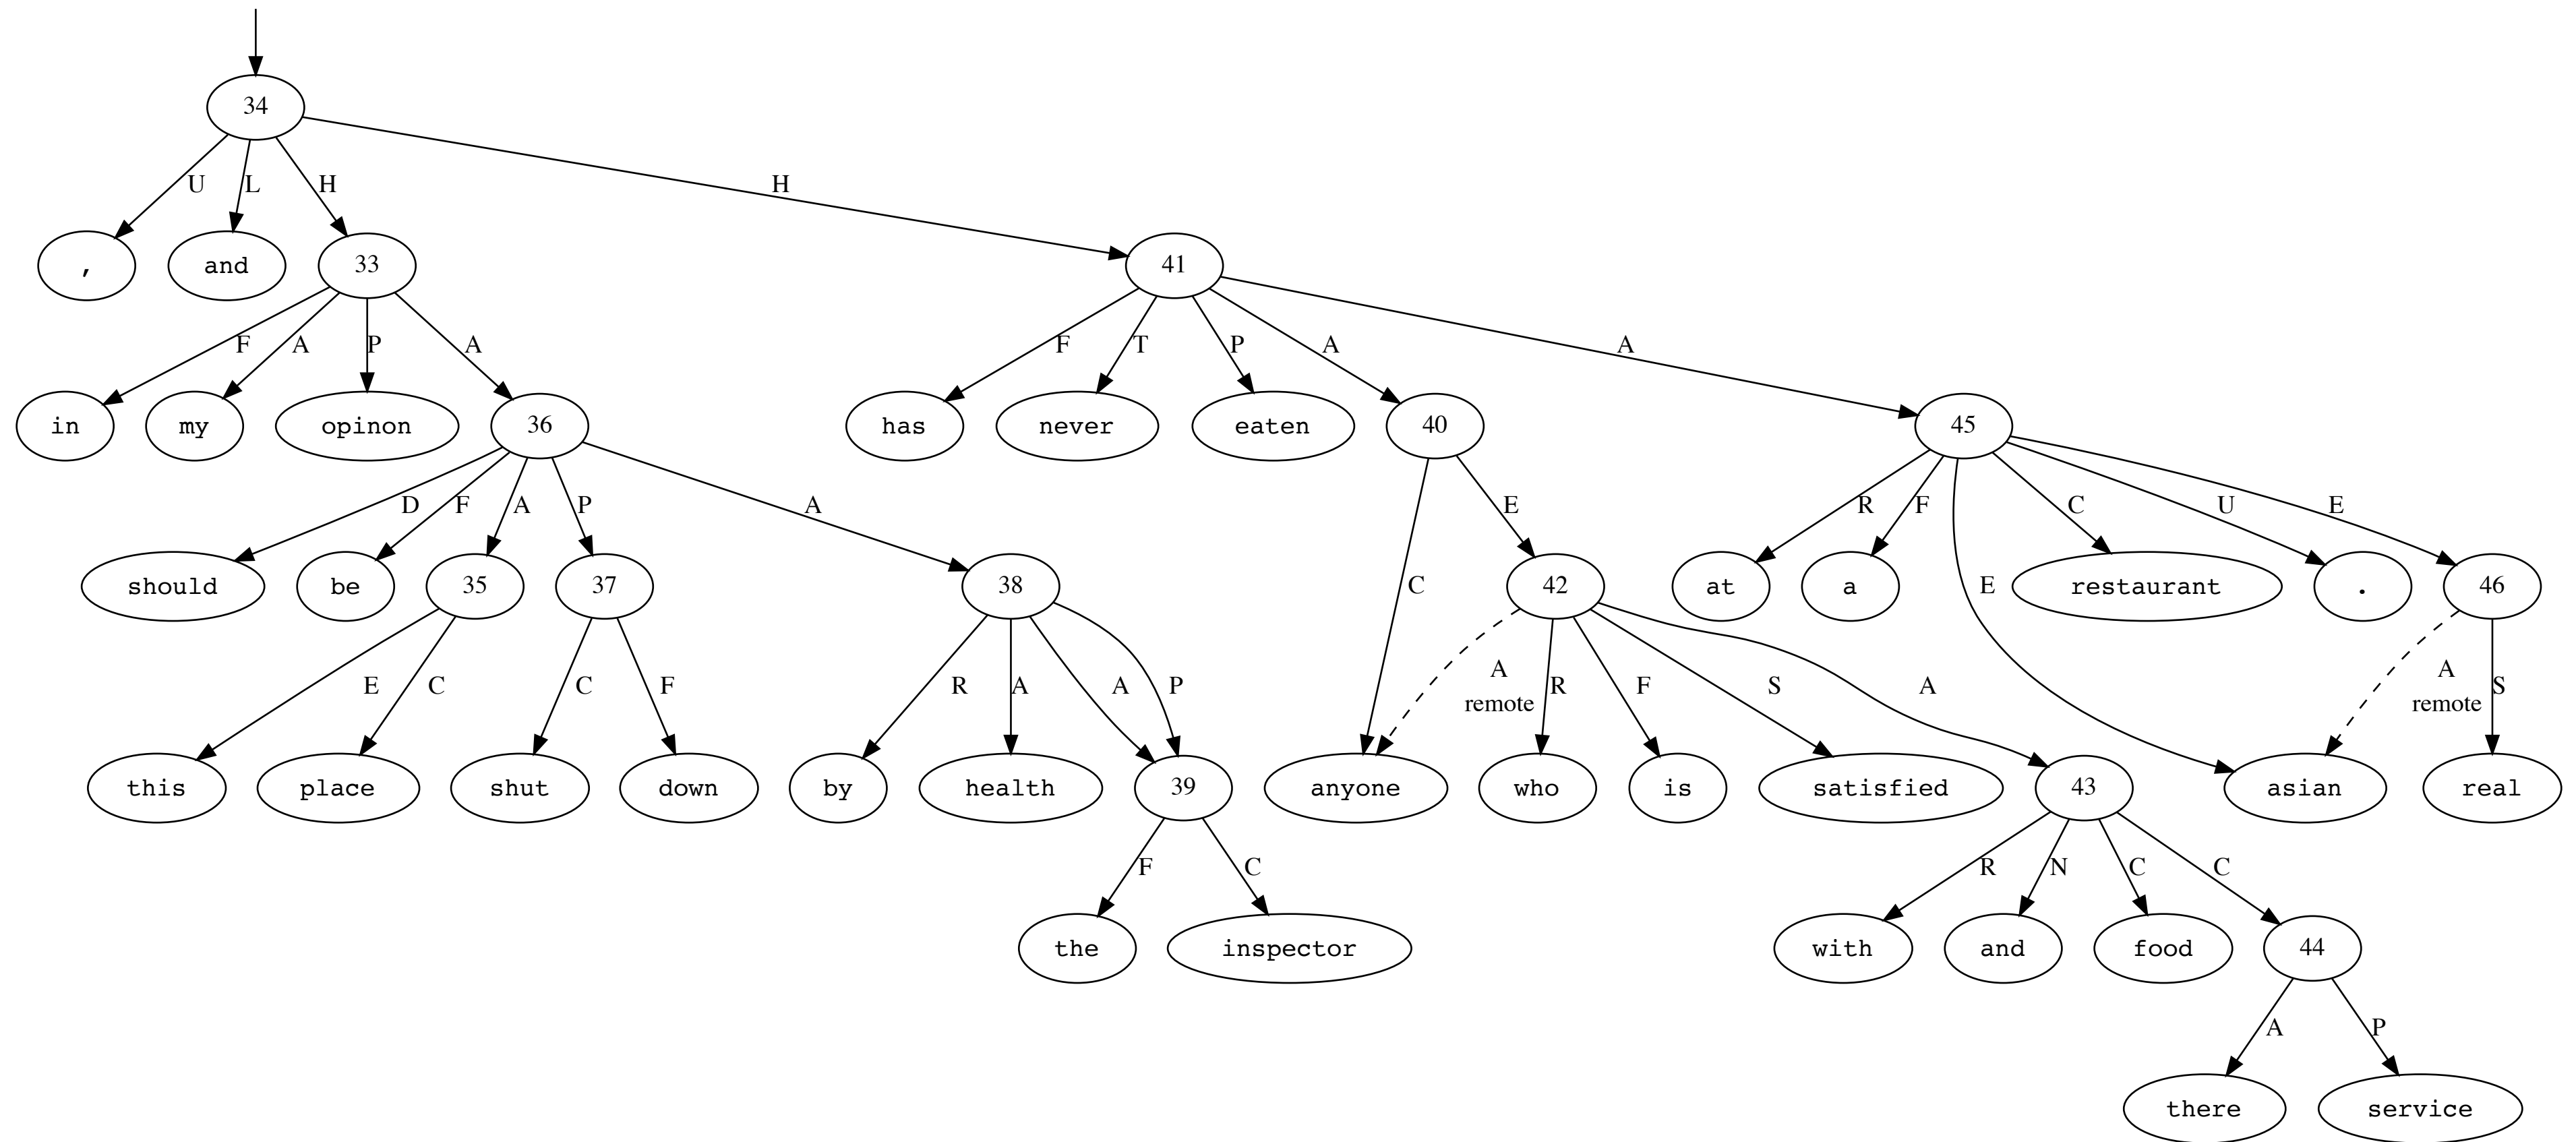 34
U L H H
, and 33 41
F A P A F T P A A
in my opinon 36 has never eaten 40 45
D F A P A E R F C U E
should be 35 37 38 C 42 at a E restaurant . 46
E C C F R A A P A remote R F S A A remote S
this place shut down by health 39 anyone who is satisfied 43 asian real
F C R N C C
the inspector with and food 44
A P
there service